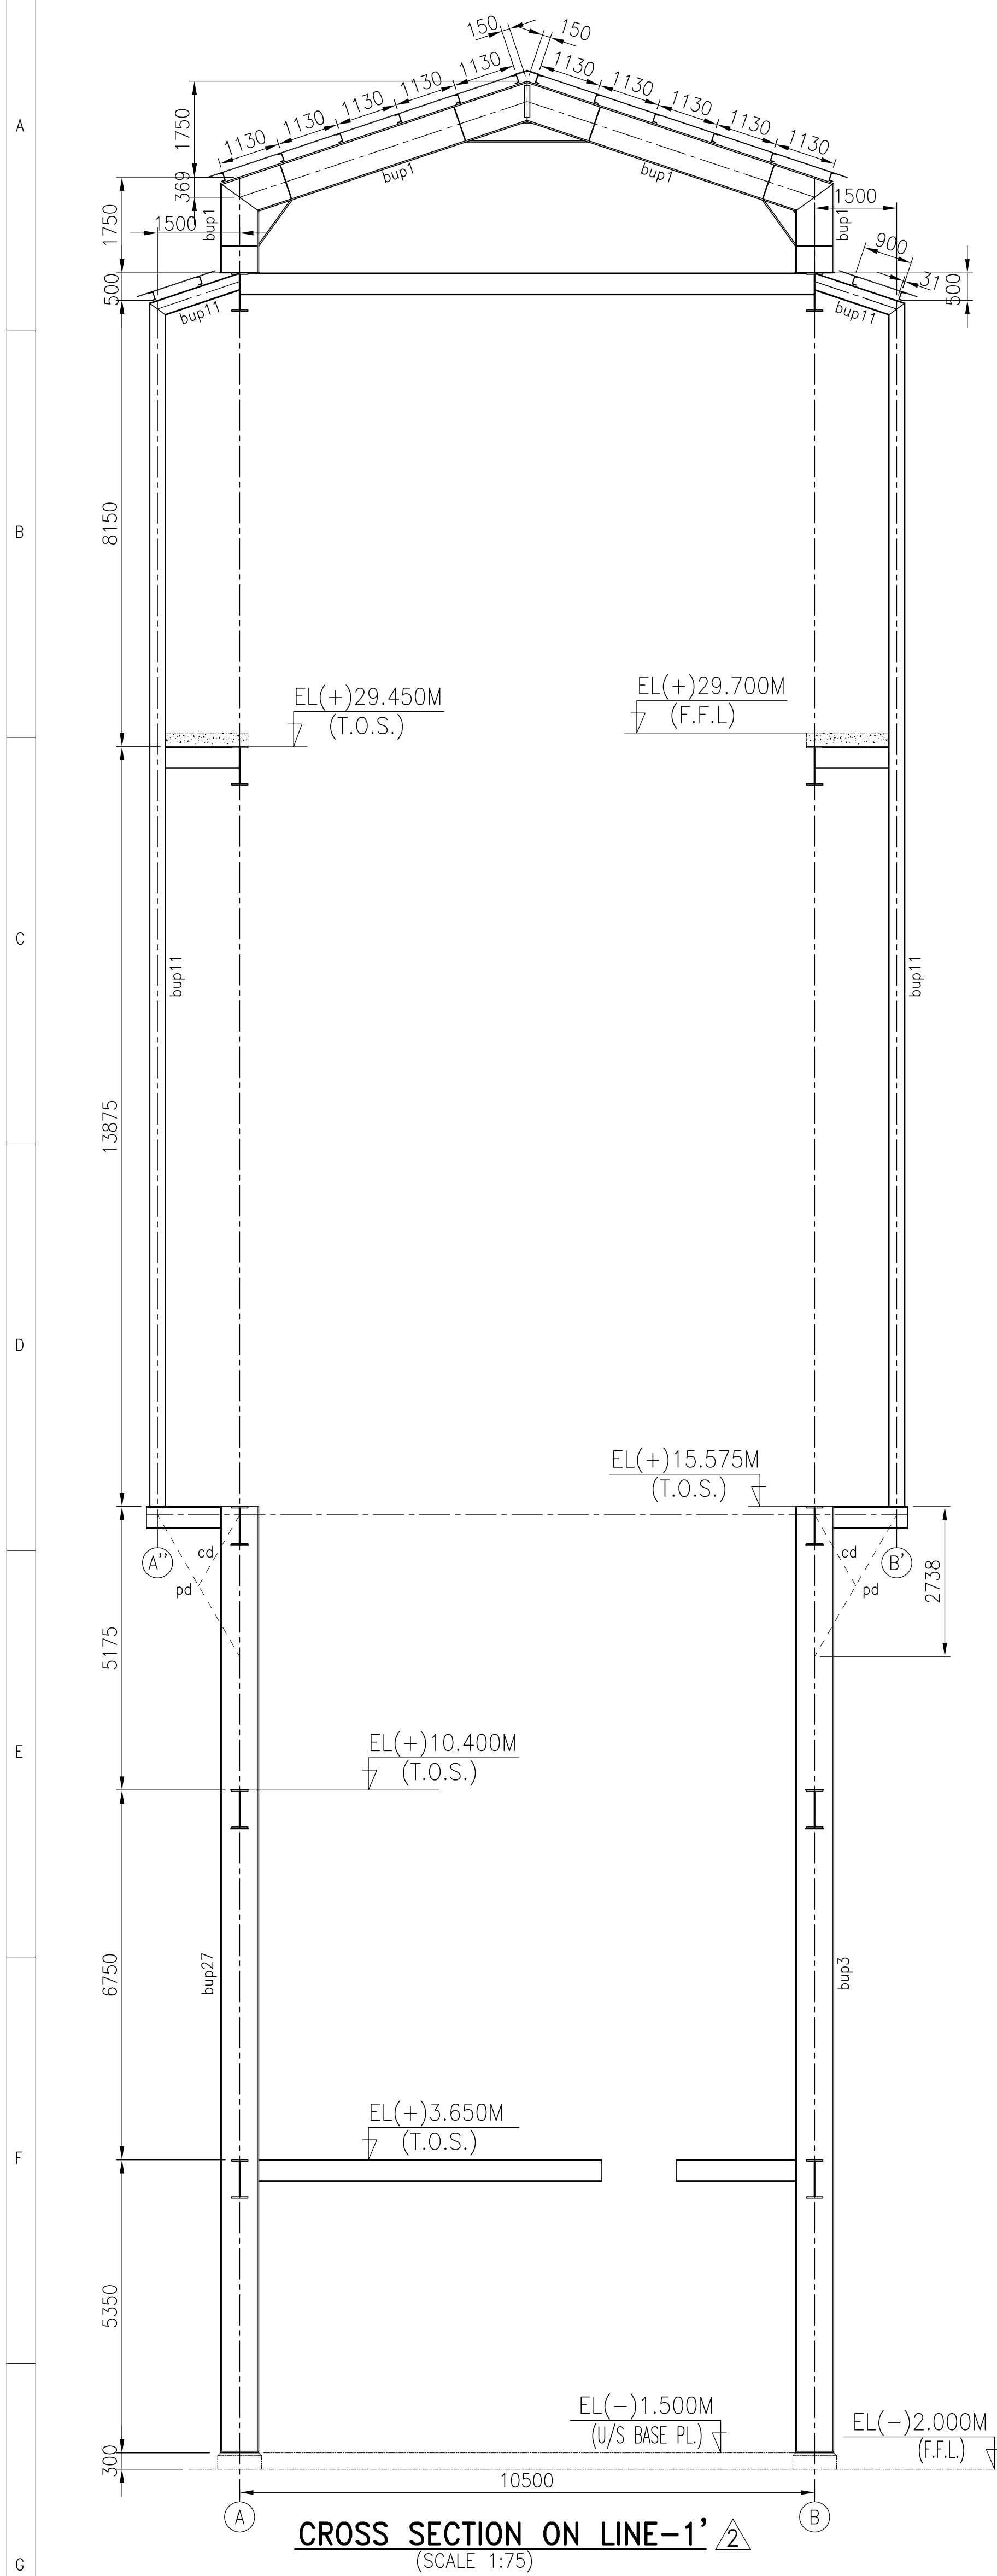 150
150
1130
1130
1130
1130
1130
1130
1130
1130
1130
1130
A
1750
369
1750
bup1
bup1
bup1
bup1
1500
1500
900
31
500
500
bup11
bup11
B
8150
EL(+)29.450M
(T.O.S.)
EL(+)29.700M
(F.F.L)
C
bup11
bup11
13875
D
EL(+)15.575M
(T.O.S.)
A''
cd
pd
cd
pd
B'
2738
5175
E
EL(+)10.400M
(T.O.S.)
6750
bup27
bup3
EL(+)3.650M
(T.O.S.)
F
5350
EL(-)1.500M
(U/S BASE PL.)
EL(-)2.000M
(F.F.L.)
300
10500
A
B
CROSS SECTION ON LINE-1' 2
(SCALE 1:75)
G